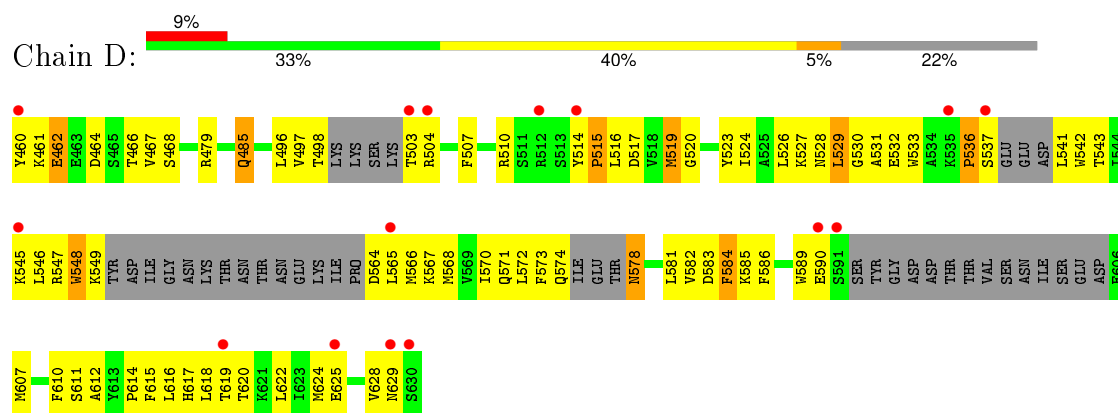 9%
Chain D:
33% 40% 5% 22%
Y460 K461 E462 E463 D464 S465 T466 V467 S468 R479 Q485 L496 V497 T498 LYS LYS SER LYS T503 R504 F507 R510 S511 R512 S513 Y514 P515 L516 D517 V518 N519 G520 Y523 I524 A525 L526 K527 N528 L529 G530 A531 E532 W533 A534 K535 P536 S537 GLU GLU ASP L541 W542 T543 I544
K545 L546 R547 W548 K549 TYR ASP ILE GLY ASN LYS THR ASN THR ASN GLU LYS ILE PRO D564 L565 M566 K567 M568 V569 I570 Q571 L572 F573 Q574 ILE GLU THR N578 L581 V582 D583 F584 K585 F586 W589 E590 S591 SER TYR GLY ASP ASP THR THR VAL SER ASN ILE SER GLU ASP E606
M607 F610 S611 A612 Y613 P614 F615 L616 H617 L618 T619 T620 K621 L622 I623 M624 E625 V628 N629 S630